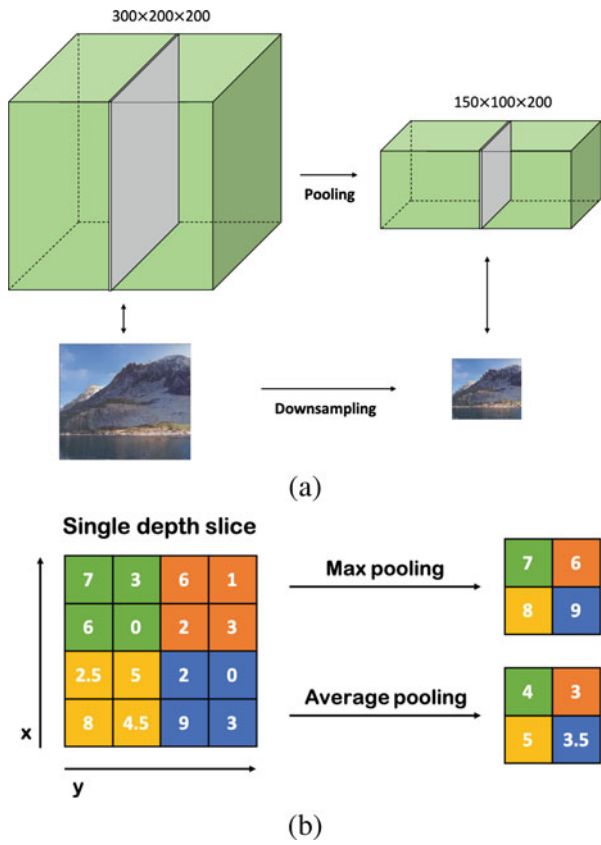 300×200×200
150×100×200
Pooling
Downsampling
(a)
Single depth slice
7 3 6 1
6 0 2 3
2.5 5 2 0
8 4.5 9 3
x
y
Max pooling
7 6
8 9
Average pooling
4 3
5 3.5
(b)